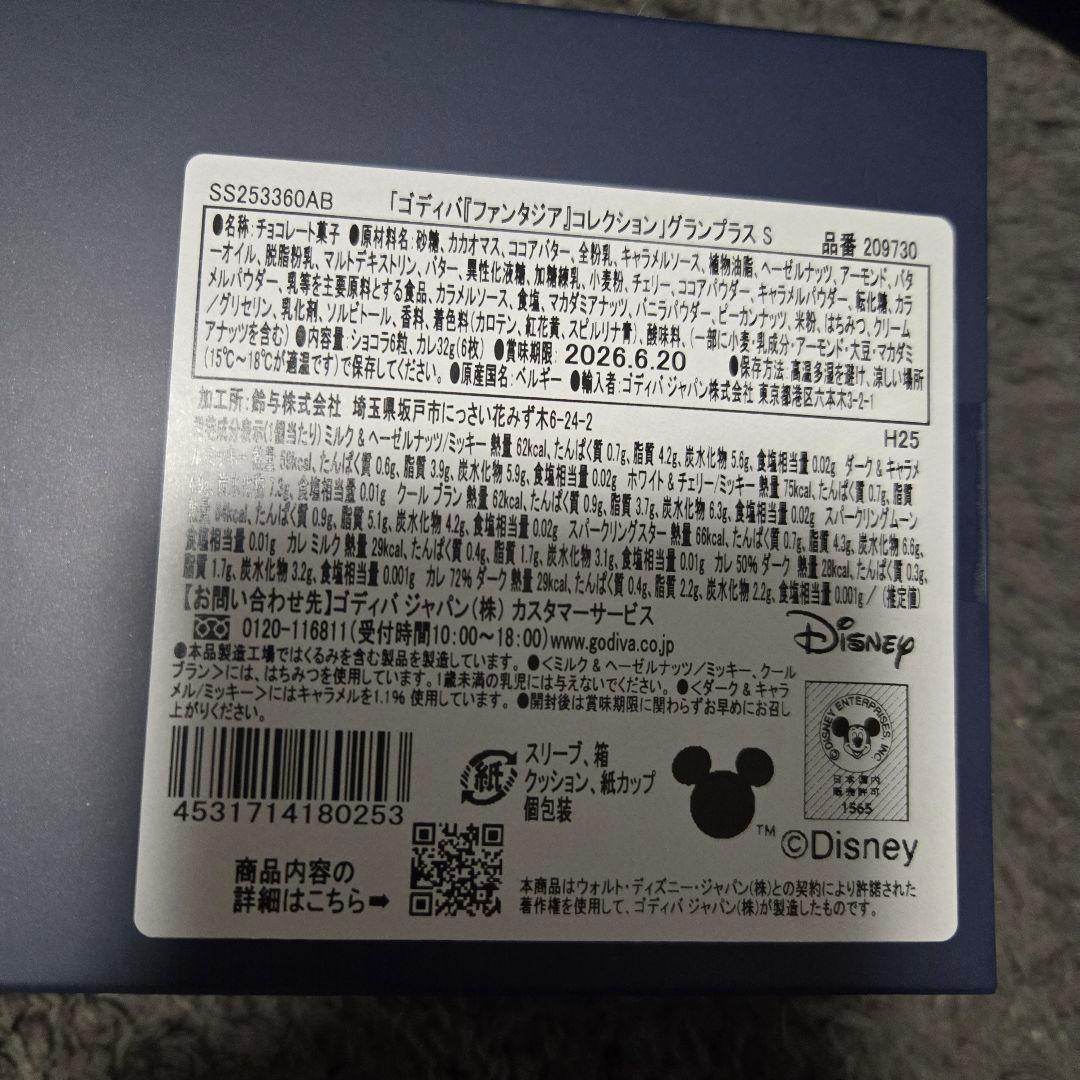 SS253360AB
「ゴディバ『ファンタジア』コレクション」グランプラス S
品番 209730
●名称:チョコレート菓子 ●原材料名:砂糖、カカオマス、ココアバター、全粉乳、キャラメルソース、植物油脂、ヘーゼルナッツ、アーモンド、バタ
ーオイル、脱脂粉乳、マルトデキストリン、バター、異性化液糖、加糖練乳、小麦粉、チェリー、ココアパウダー、キャラメルパウダー、転化糖、カラ
メルパウダー、乳等を主要原料とする食品、カラメルソース、食塩、マカダミアナッツ、バニラパウダー、ピーカンナッツ、米粉、はちみつ、クリーム
/グリセリン、乳化剤、ソルビトール、香料、着色料(カロテン、紅花黄、スピルリナ青)、酸味料、(一部に小麦・乳成分・アーモンド・大豆・マカダミ
アナッツを含む) ●内容量:ショコラ6粒、カレ32g(6枚) ●賞味期限: 2026.6.20 ●保存方法:高温多湿を避け、涼しい場所
(15℃〜18℃が適温です)で保存してください。 ●原産国名:ベルギー ●輸入者:ゴディバ ジャパン株式会社 東京都港区六本木3-2-1
加工所:鈴与株式会社 埼玉県坂戸市にっさい花みず木6-24-2
H25
成分表示(1個当たり) ミルク&ヘーゼルナッツ/ミッキー 熱量 62kcal、たんぱく質 0.7g、脂質 4.2g、炭水化物 5.6g、食塩相当量 0.02g ダーク&キャラメ
59kcal、たんぱく質 0.6g、脂質 3.9g、炭水化物 5.9g、食塩相当量 0.02g ホワイト&チェリー/ミッキー 熱量 75kcal、たんぱく質 0.7g、脂質
炭水化物 7.3g、食塩相当量 0.01g クール ブラン 熱量 62kcal、たんぱく質 0.9g、脂質 3.7g、炭水化物 6.3g、食塩相当量 0.02g スパークリングムーン
熱量 84kcal、たんぱく質 0.9g、脂質 5.1g、炭水化物 4.2g、食塩相当量 0.02g スパークリングスター 熱量 66kcal、たんぱく質 0.7g、脂質 4.3g、炭水化物 6.6g、
食塩相当量 0.01g カレ ミルク 熱量 29kcal、たんぱく質 0.4g、脂質 1.7g、炭水化物 3.1g、食塩相当量 0.01g カレ 50% ダーク 熱量 28kcal、たんぱく質 0.3g、
脂質 1.7g、炭水化物 3.2g、食塩相当量 0.001g カレ 72% ダーク 熱量 29kcal、たんぱく質 0.4g、脂質 2.2g、炭水化物 2.2g、食塩相当量 0.001g/(推定値)
【お問い合わせ先】ゴディバ ジャパン(株) カスタマーサービス
0120-116811(受付時間10:00〜18:00)www.godiva.co.jp
Disney
●本品製造工場ではくるみを含む製品を製造しています。 ●<ミルク&ヘーゼルナッツ/ミッキー、クール
ブラン>には、はちみつを使用しています。1歳未満の乳児には与えないでください。 ●<ダーク&キャラ
メル/ミッキー>にはキャラメルを1.1% 使用しています。 ●開封後は賞味期限に関わらずお早めにお召し
上がりください。
4531714180253
紙
スリーブ、箱
クッション、紙カップ
個包装
TM
©DISNEY ENTERPRISES, INC.
日本国内
販売許可
1565
©Disney
商品内容の
詳細はこちら➡
本商品はウォルト・ディズニー・ジャパン(株)との契約により許諾された
著作権を使用して、ゴディバ ジャパン(株)が製造したものです。